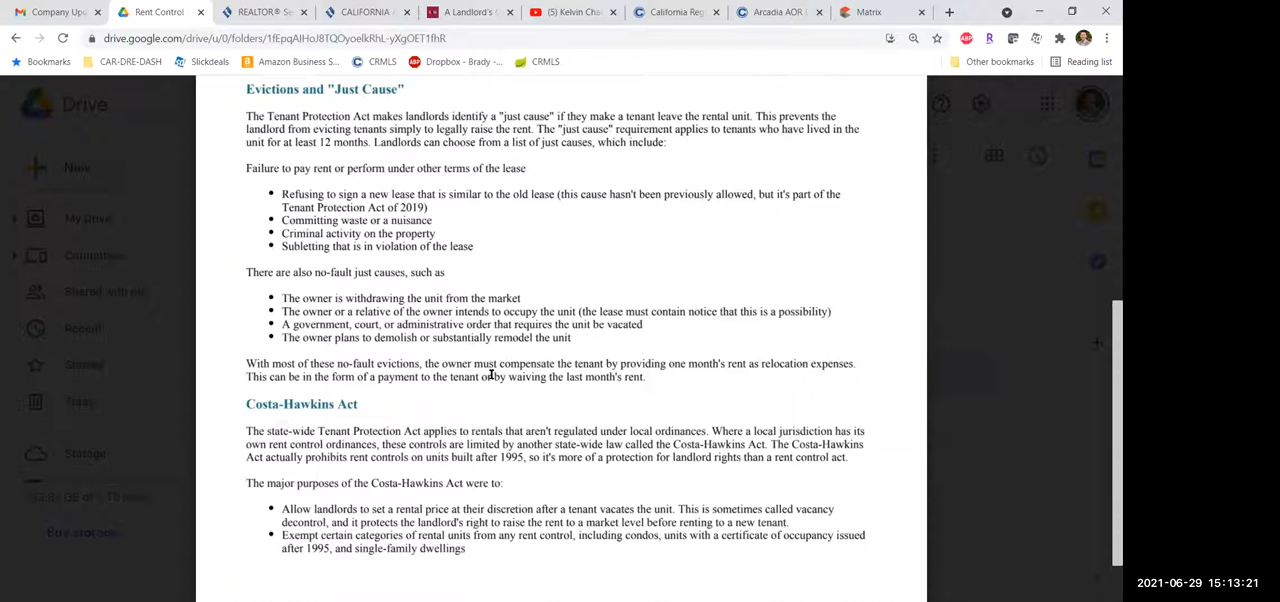 Company Upd
Rent Control
REALTOR® Se
CALIFORNIA A
A Landlord's G
Kelvin Cha
California Reg
Arcadia AOR
Matrix
drive.google.com/drive/u/0/folders/1fEpqAIHoJ8TQOyoelkRhL-yXgOET1fhR
Bookmarks
CAR-DRE-DASH
Slickdeals
Amazon Business S...
CRMLS
Dropbox - Brady -...
CRMLS
Other bookmarks
Reading list
Drive
New
My Drive
Shared with me
Recent
Starred
Trash
Storage
Buy storage
Evictions and "Just Cause"
The Tenant Protection Act makes landlords identify a "just cause" if they make a tenant leave the rental unit. This prevents the
landlord from evicting tenants simply to legally raise the rent. The "just cause" requirement applies to tenants who have lived in the
unit for at least 12 months. Landlords can choose from a list of just causes, which include:
Failure to pay rent or perform under other terms of the lease
• Refusing to sign a new lease that is similar to the old lease (this cause hasn't been previously allowed, but it's part of the
Tenant Protection Act of 2019)
• Committing waste or a nuisance
• Criminal activity on the property
• Subletting that is in violation of the lease
There are also no-fault just causes, such as
• The owner is withdrawing the unit from the market
• The owner or a relative of the owner intends to occupy the unit (the lease must contain notice that this is a possibility)
• A government, court, or administrative order that requires the unit be vacated
• The owner plans to demolish or substantially remodel the unit
With most of these no-fault evictions, the owner must compensate the tenant by providing one month's rent as relocation expenses.
This can be in the form of a payment to the tenant or by waiving the last month's rent.
Costa-Hawkins Act
The state-wide Tenant Protection Act applies to rentals that aren't regulated under local ordinances. Where a local jurisdiction has its
own rent control ordinances, these controls are limited by another state-wide law called the Costa-Hawkins Act. The Costa-Hawkins
Act actually prohibits rent controls on units built after 1995, so it's more of a protection for landlord rights than a rent control act.
The major purposes of the Costa-Hawkins Act were to:
• Allow landlords to set a rental price at their discretion after a tenant vacates the unit. This is sometimes called vacancy
decontrol, and it protects the landlord's right to raise the rent to a market level before renting to a new tenant.
• Exempt certain categories of rental units from any rent control, including condos, units with a certificate of occupancy issued
after 1995, and single-family dwellings
2021-06-29 15:13:21